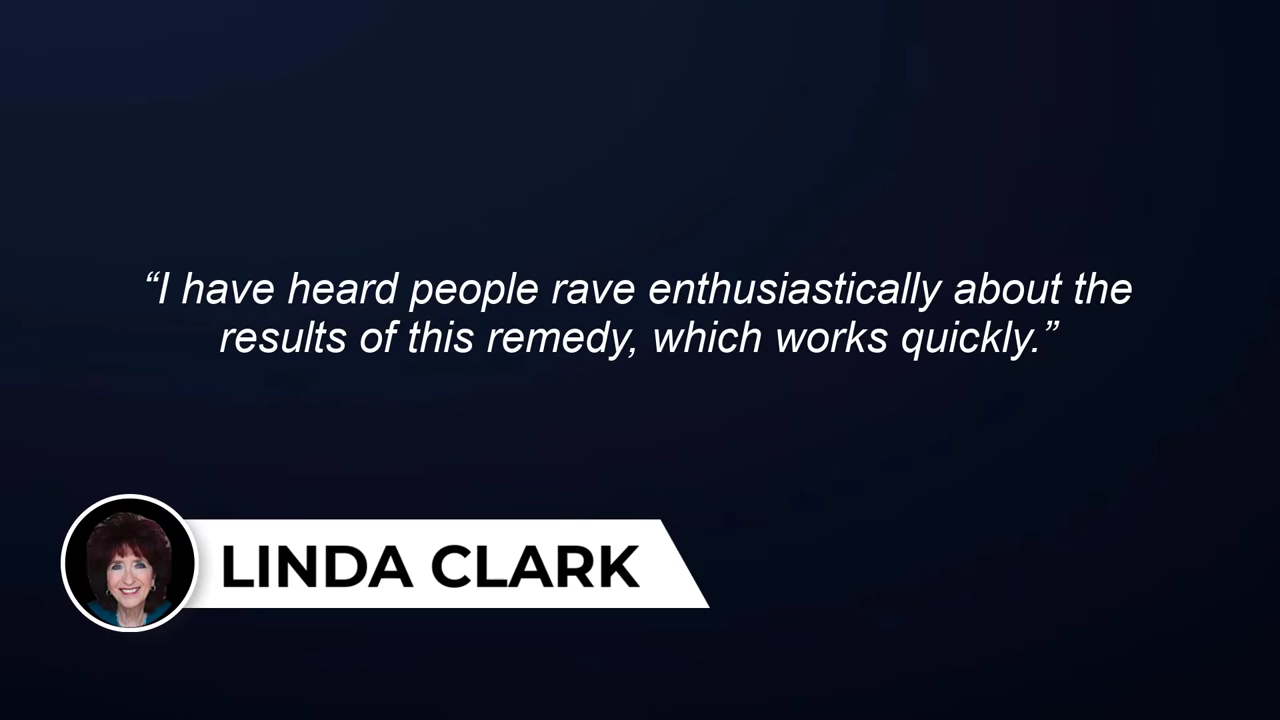 “I have heard people rave enthusiastically about the
results of this remedy, which works quickly.”
LINDA CLARK